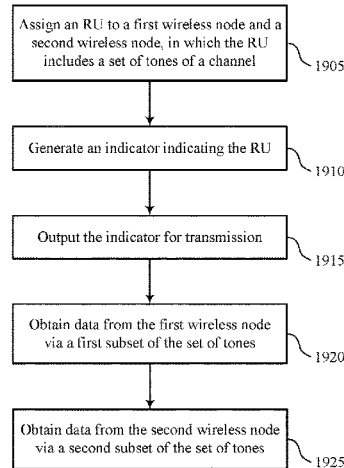 Assign an RU to a first wireless node and a
second wireless node, in which the RU
includes a set of tones of a channel
1905
Generate an indicator indicating the RU
1910
Output the indicator for transmission
1915
Obtain data from the first wireless node
via a first subset of the set of tones
1920
Obtain data from the second wireless node
via a second subset of the set of tones
1925